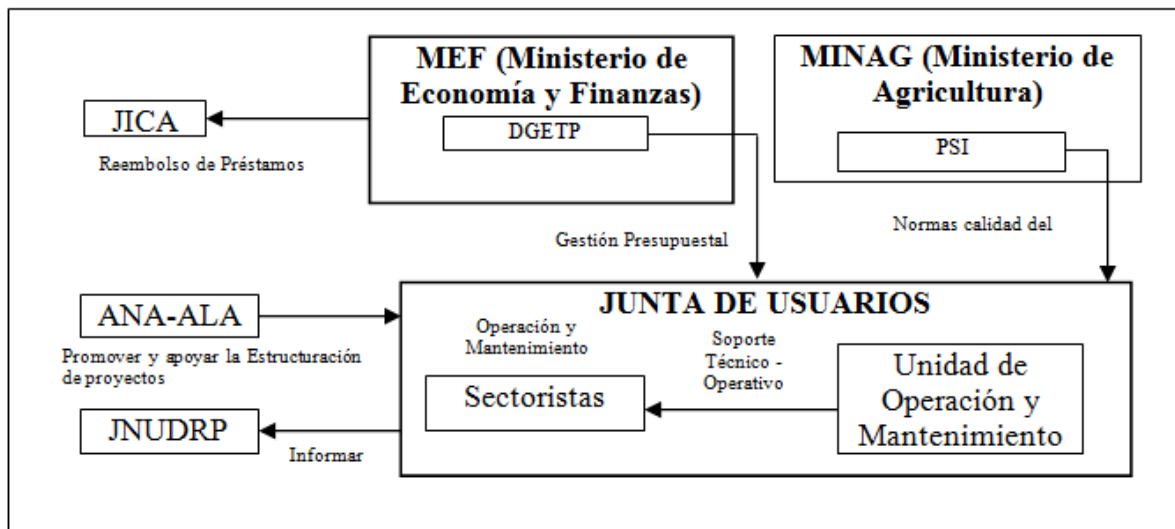 MEF (Ministerio de
Economía y Finanzas)
DGETP
MINAG (Ministerio de
Agricultura)
PSI
JICA
Reembolso de Préstamos
Gestión Presupuestal
Normas calidad del
ANA-ALA
Promover y apoyar la Estructuración
de proyectos
JNUDRP
Informar
JUNTA DE USUARIOS
Operación y
Mantenimiento
Sectoristas
Soporte
Técnico -
Operativo
Unidad de
Operación y
Mantenimiento